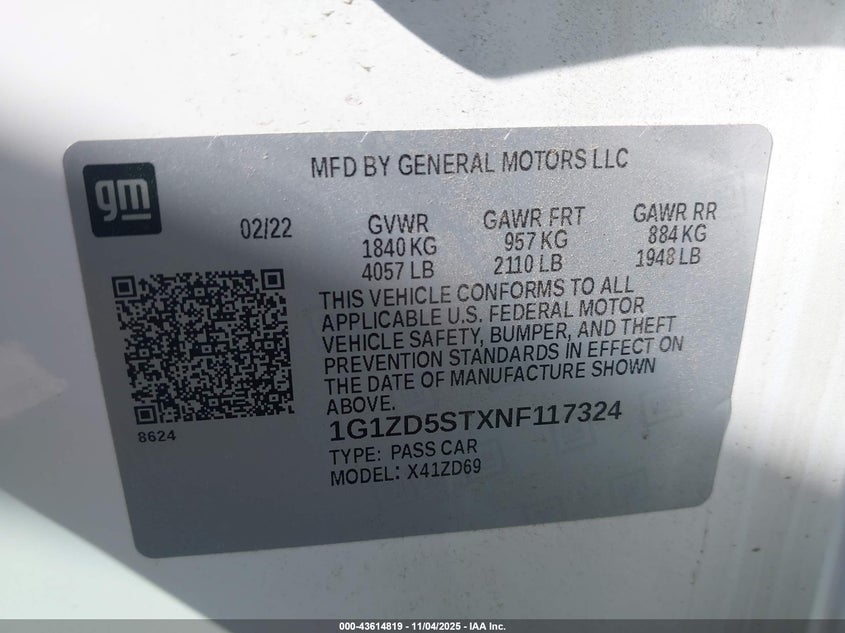 gm
MFD BY GENERAL MOTORS LLC
02/22
GVWR
1840 KG
4057 LB
GAWR FRT
957 KG
2110 LB
GAWR RR
884 KG
1948 LB
THIS VEHICLE CONFORMS TO ALL
APPLICABLE U.S. FEDERAL MOTOR
VEHICLE SAFETY, BUMPER, AND THEFT
PREVENTION STANDARDS IN EFFECT ON
THE DATE OF MANUFACTURE SHOWN
ABOVE.
8624
1G1ZD5STXNF117324
TYPE: PASS CAR
MODEL: X41ZD69
000-43614819 - 11/04/2025 - IAA Inc.